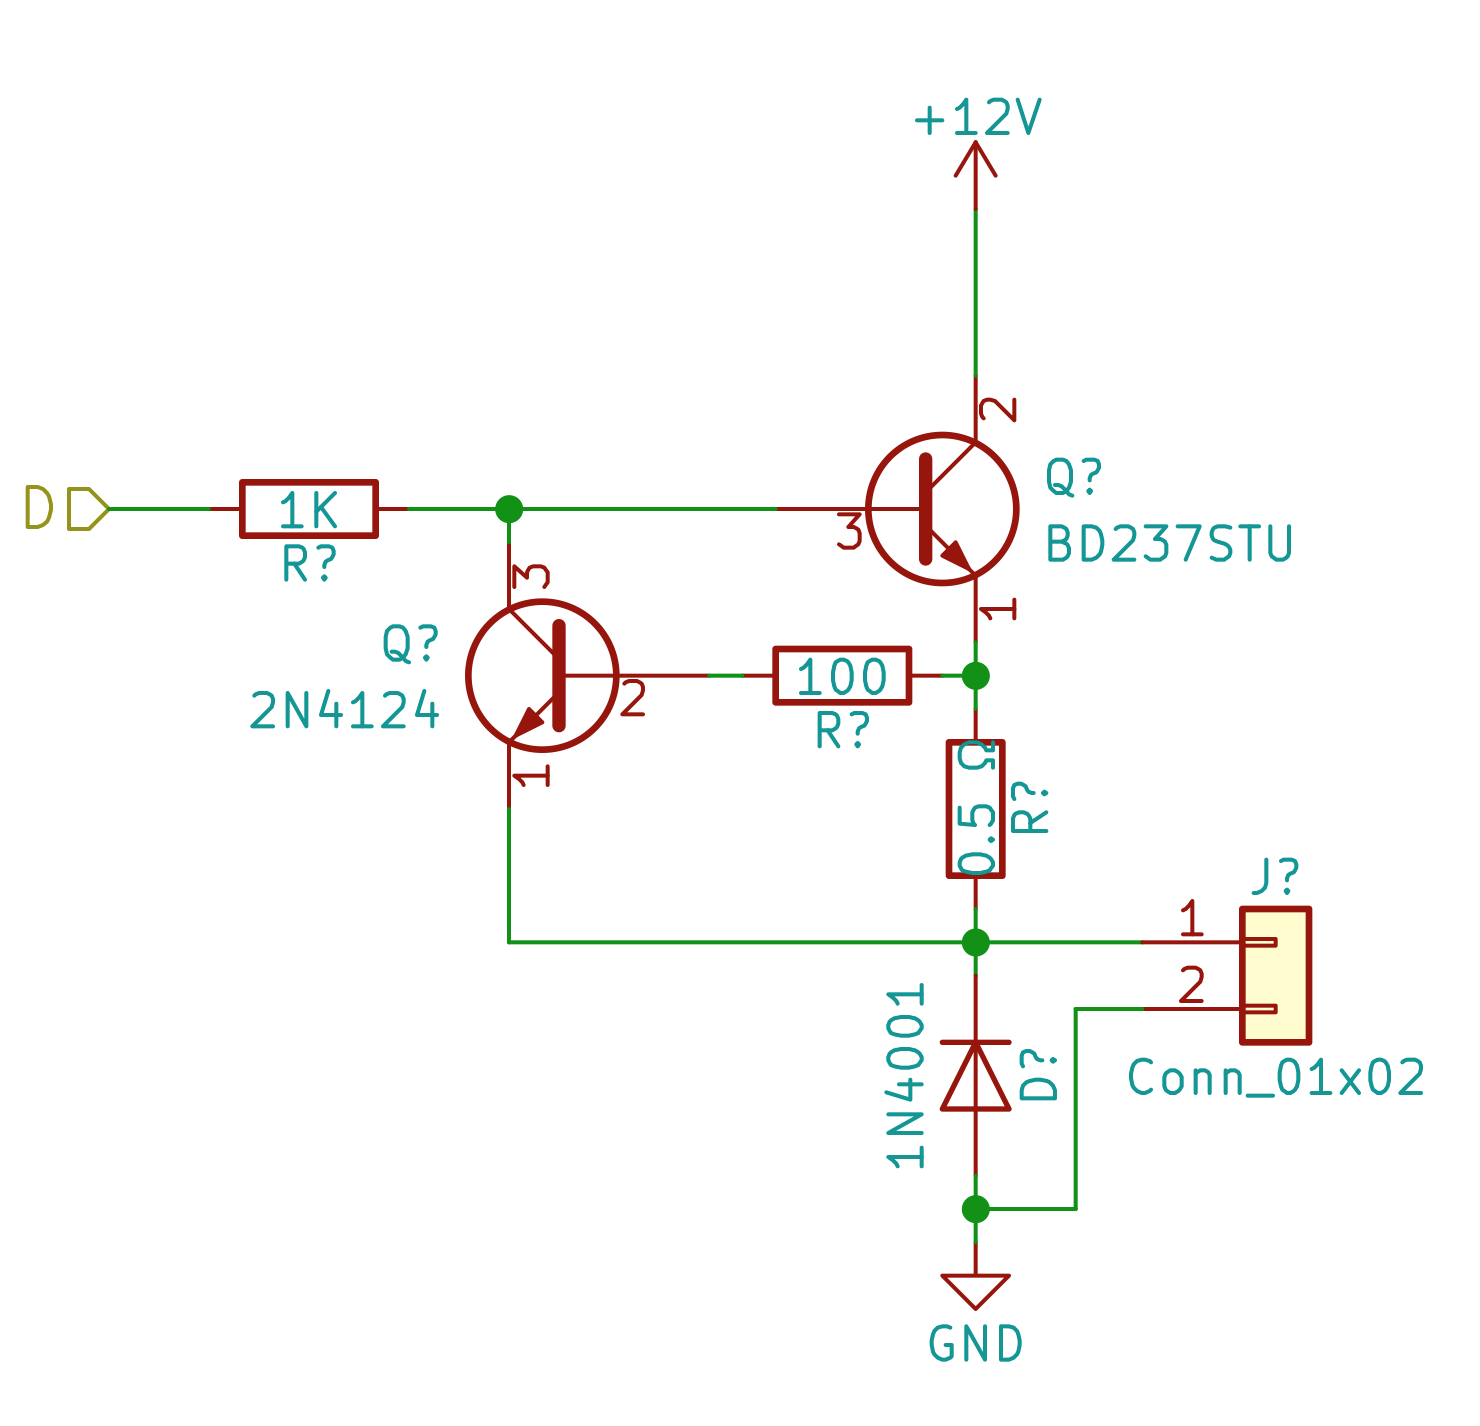 +12V
2
Q?
BD237STU
D
1K
R?
3
1
3
Q?
2N4124
2
1
100
R?
0.5 Ω
R?
J?
1
2
Conn_01x02
1N4001
D?
GND